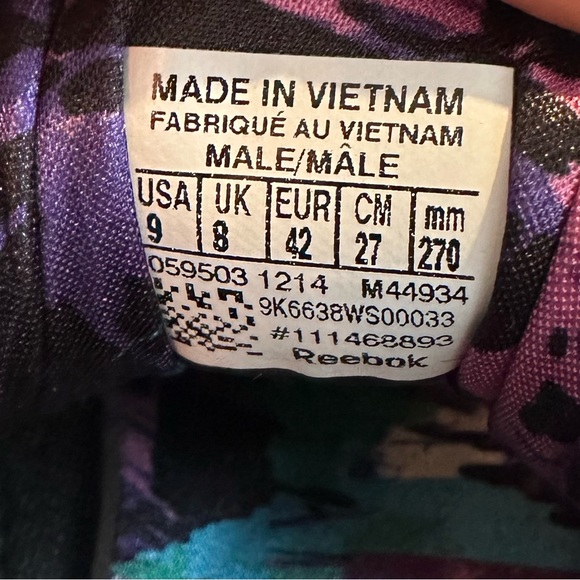 MADE IN VIETNAM
FABRIQUÉ AU VIETNAM
MALE/MÂLE
USA UK EUR CM mm
9 8 42 27 270
059503 1214 M44934
9K6638WS00033
#111468893
Reebok